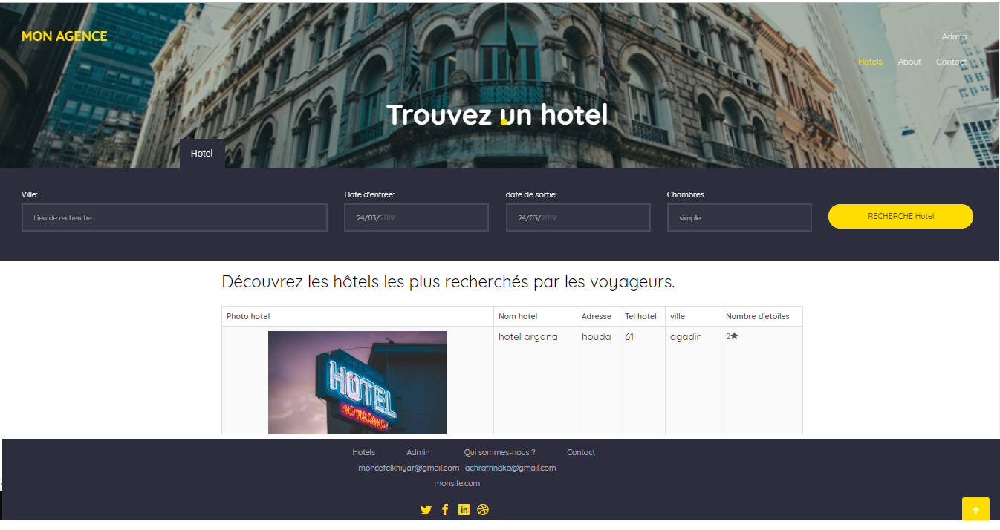 MON AGENCE
Admin
Hotels About Contact
Trouvez un hotel
Hotel
Ville: Date d'entree: date de sortie: Chambres
Lieu de recherche 24/03/2019 24/03/2019 simple RECHERCHE Hotel
Découvrez les hôtels les plus recherchés par les voyageurs.
Photo hotel Nom hotel Adresse Tel hotel ville Nombre d'etoiles
hotel argana houda 61 agadir 2★
HOTEL
NO VACANCY
Hotels Admin Qui sommes-nous ? Contact
moncefelkhiyar@gmail.com achrafhnaka@gmail.com
monsite.com